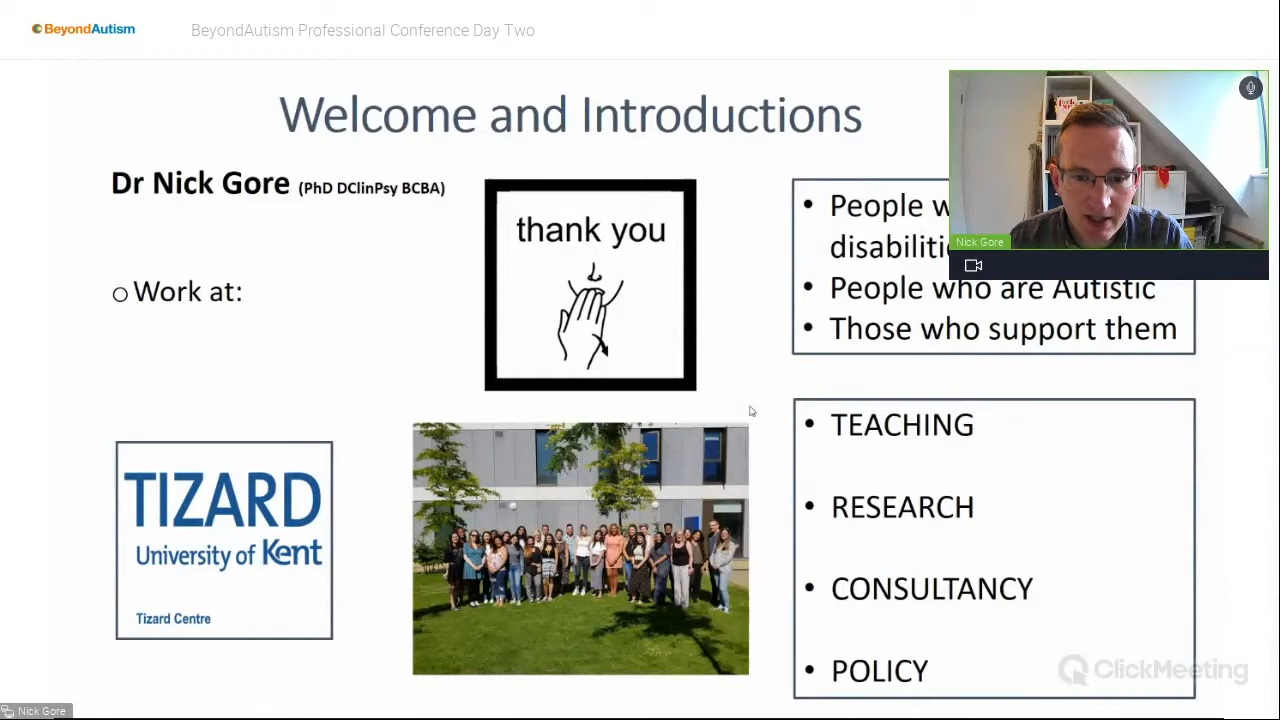 BeyondAutism
BeyondAutism Professional Conference Day Two
Welcome and Introductions
Dr Nick Gore (PhD DClinPsy BCBA)
Work at:
thank you
• People w
disabiliti
• People who are Autistic
• Those who support them
Nick Gore
TIZARD
University of Kent
Tizard Centre
• TEACHING
• RESEARCH
• CONSULTANCY
• POLICY
ClickMeeting
Nick Gore